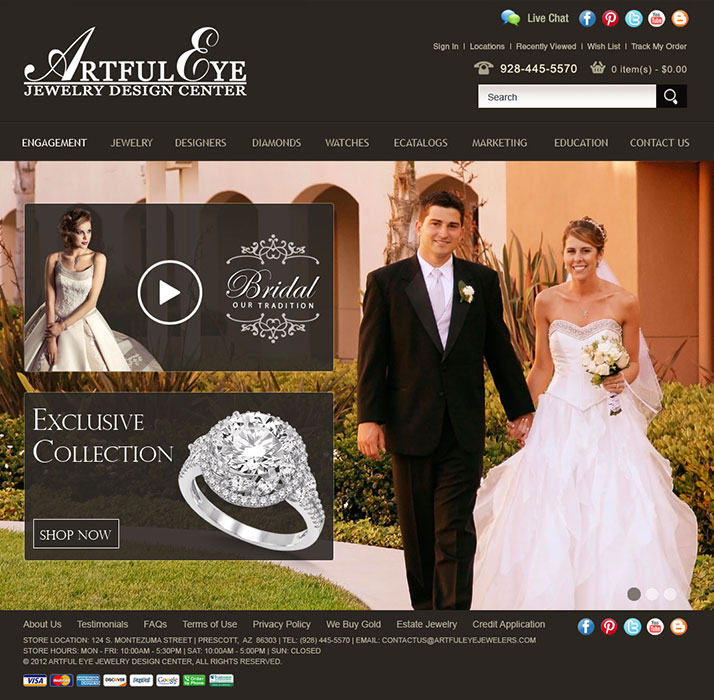 Live Chat
Sign In | Locations | Recently Viewed | Wish List | Track My Order
928-445-5570 0 item(s) - $0.00
ARTFUL EYE
JEWELRY DESIGN CENTER
Search
ENGAGEMENT JEWELRY DESIGNERS DIAMONDS WATCHES ECATALOGS MARKETING EDUCATION CONTACT US
Bridal
OUR TRADITION
EXCLUSIVE
COLLECTION
SHOP NOW
About Us Testimonials FAQs Terms of Use Privacy Policy We Buy Gold Estate Jewelry Credit Application
STORE LOCATION: 124 S. MONTEZUMA STREET | PRESCOTT, AZ 86303 | TEL: (928) 445-5570 | EMAIL: CONTACTUS@ARTFULEYEJEWELERS.COM
STORE HOURS: MON - FRI: 10:00AM - 5:30PM | SAT: 10:00AM - 5:00PM | SUN: CLOSED
© 2012 ARTFUL EYE JEWELRY DESIGN CENTER, ALL RIGHTS RESERVED.
VISA DISCOVER PayPal Google